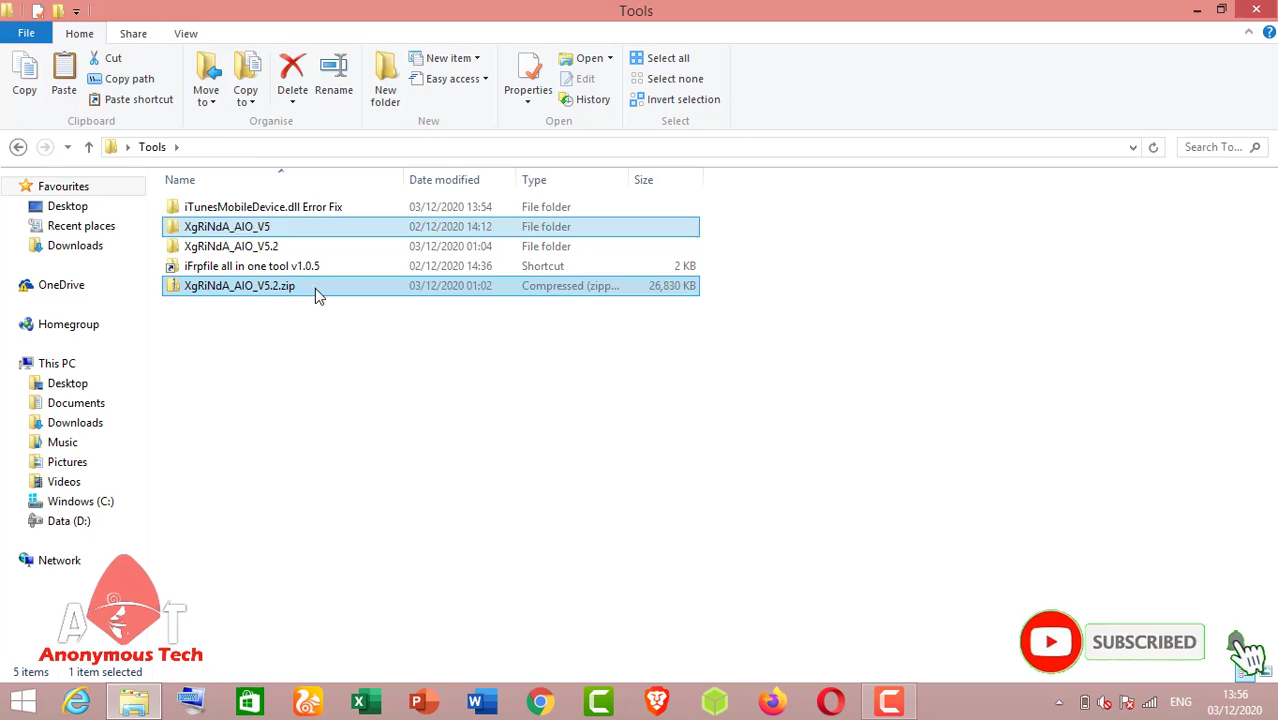 Tools
File Home Share View
Copy
Paste
Cut
Copy path
Paste shortcut
Move to
Copy to
Delete
Rename
New folder
New item
Easy access
Properties
Open
Edit
History
Select all
Select none
Invert selection
Clipboard Organise New Open Select
Tools
Search To...
Name Date modified Type Size
iTunesMobileDevice.dll Error Fix 03/12/2020 13:54 File folder
XgRiNdA_AIO_V5 02/12/2020 14:12 File folder
XgRiNdA_AIO_V5.2 03/12/2020 01:04 File folder
iFrpfile all in one tool v1.0.5 02/12/2020 14:36 Shortcut 2 KB
XgRiNdA_AIO_V5.2.zip 03/12/2020 01:02 Compressed (zipp... 26,830 KB
Favourites
Desktop
Recent places
Downloads
OneDrive
Homegroup
This PC
Desktop
Documents
Downloads
Music
Pictures
Videos
Windows (C:)
Data (D:)
Network
A T
Anonymous Tech
SUBSCRIBED
5 items 1 item selected
ENG
13:56
03/12/2020